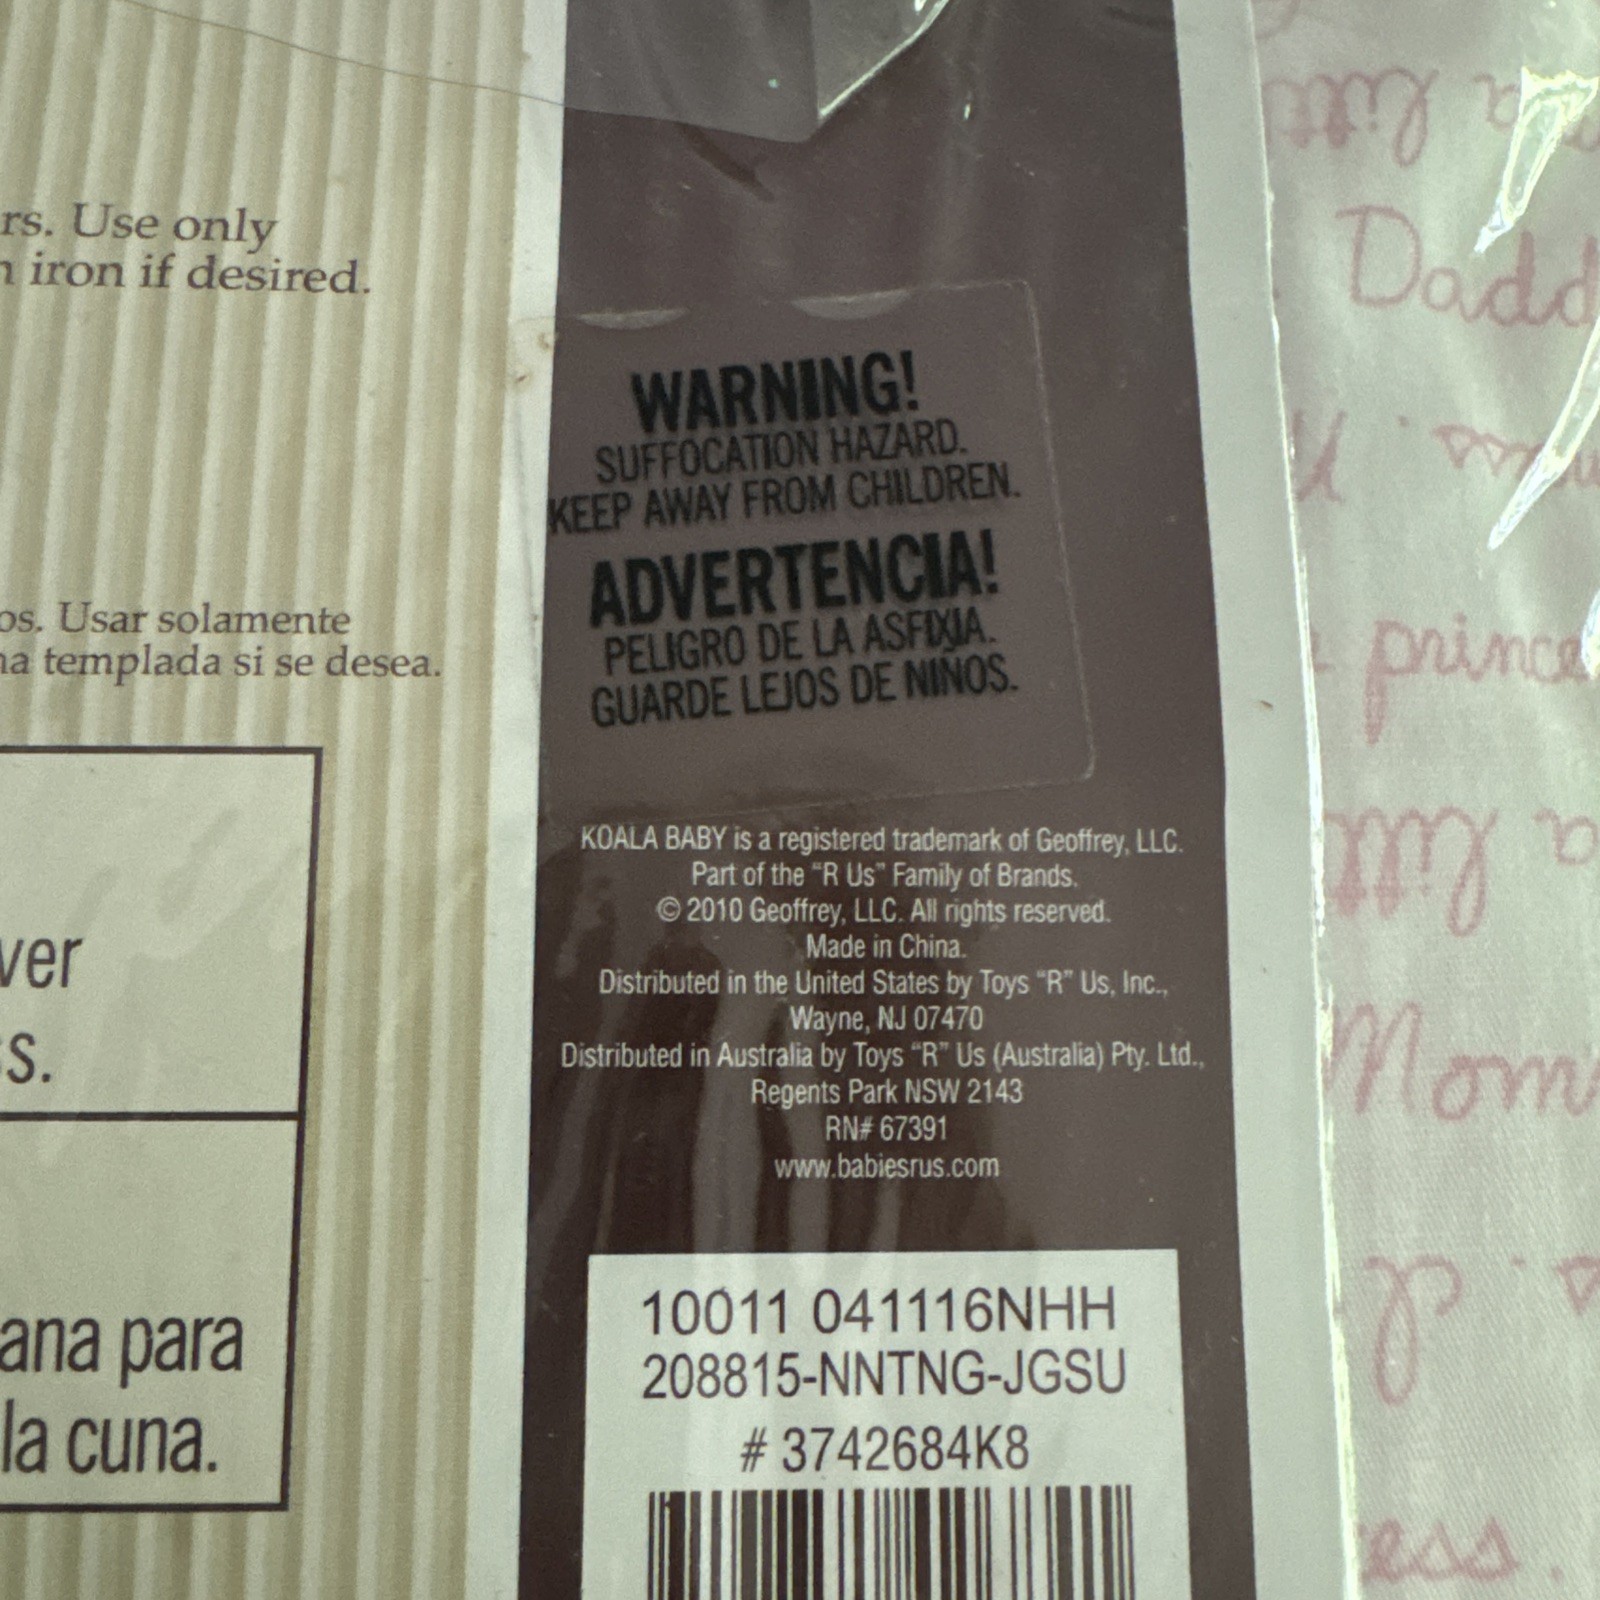 rs. Use only
n iron if desired.
os. Usar solamente
na templada si se desea.
ver
ss.
ana para
la cuna.
WARNING!
SUFFOCATION HAZARD.
KEEP AWAY FROM CHILDREN.
ADVERTENCIA!
PELIGRO DE LA ASFIXIA.
GUARDE LEJOS DE NINOS.
KOALA BABY is a registered trademark of Geoffrey, LLC.
Part of the “R Us” Family of Brands.
© 2010 Geoffrey, LLC. All rights reserved.
Made in China.
Distributed in the United States by Toys “R” Us, Inc.,
Wayne, NJ 07470
Distributed in Australia by Toys “R” Us (Australia) Pty. Ltd.,
Regents Park NSW 2143
RN# 67391
www.babiesrus.com
10011 041116NHH
208815-NNTNG-JGSU
# 3742684K8
Dadd
princ
a litt
Mom
ess.